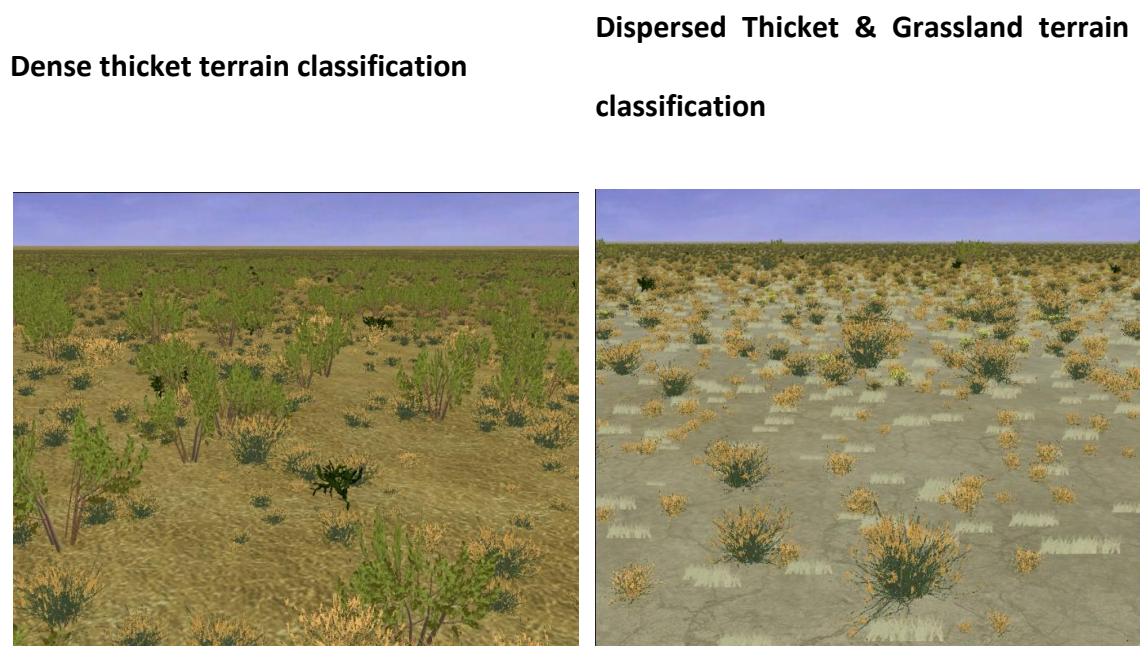 Dense thicket terrain classification
Dispersed Thicket & Grassland terrain
classification